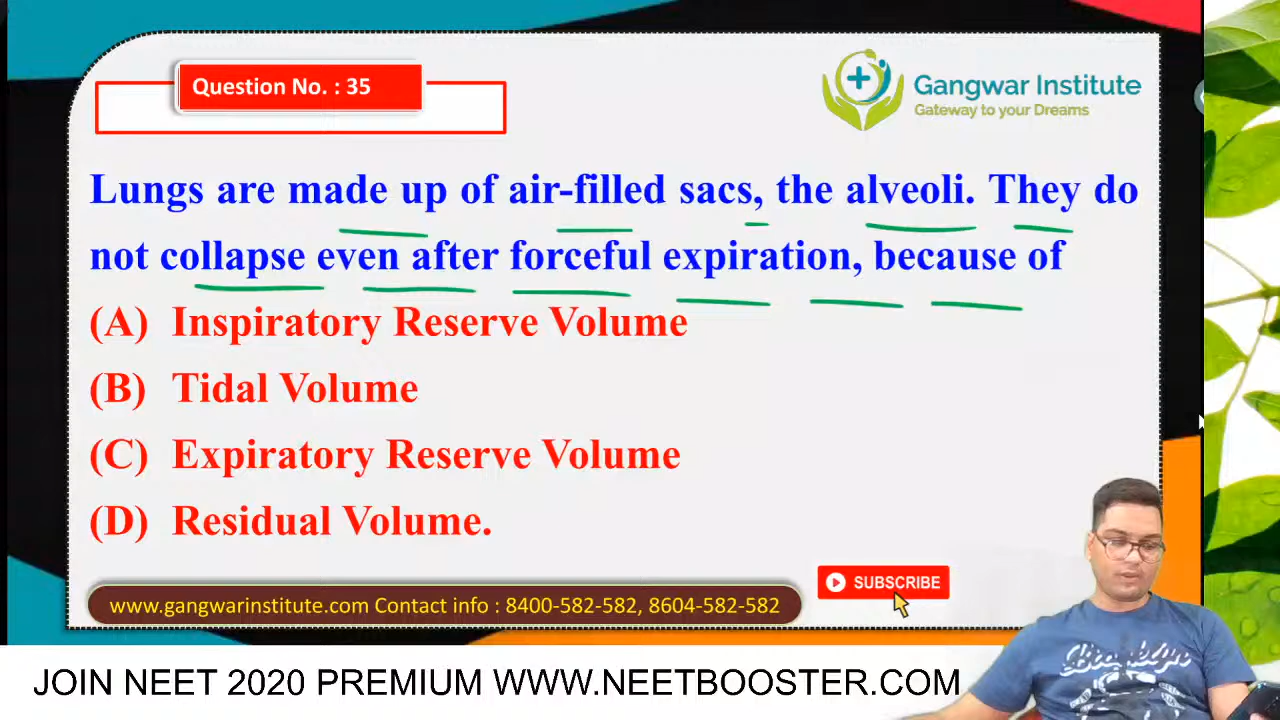 Question No. : 35
Gangwar Institute
Gateway to your Dreams
Lungs are made up of air-filled sacs, the alveoli. They do
not collapse even after forceful expiration, because of
(A) Inspiratory Reserve Volume
(B) Tidal Volume
(C) Expiratory Reserve Volume
(D) Residual Volume.
SUBSCRIBE
www.gangwarinstitute.com Contact info : 8400-582-582, 8604-582-582
JOIN NEET 2020 PREMIUM WWW.NEETBOOSTER.COM